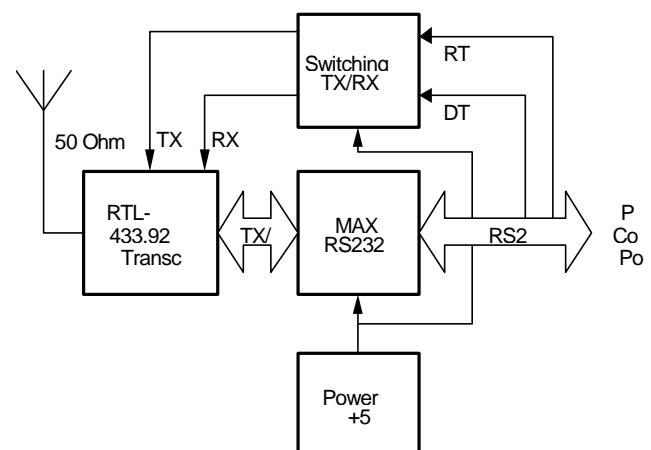 Switching
TX/RX
RT
DT
50 Ohm
TX
RX
RTL-
433.92
Transc
TX/
MAX
RS232
RS2
P
Co
Po
Power
+5